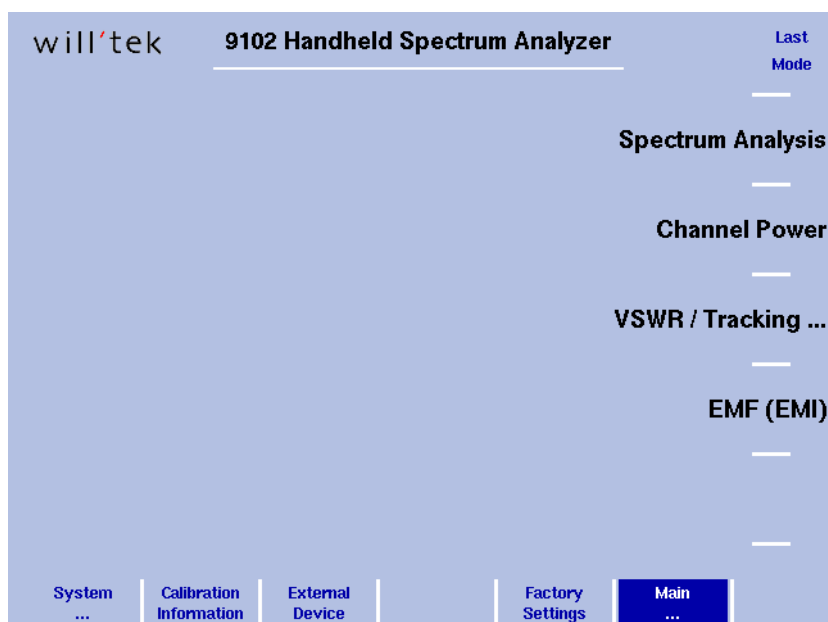 will'tek
9102 Handheld Spectrum Analyzer
Last
Mode
Spectrum Analysis
Channel Power
VSWR / Tracking ...
EMF (EMI)
System
...
Calibration
Information
External
Device
Factory
Settings
Main
...